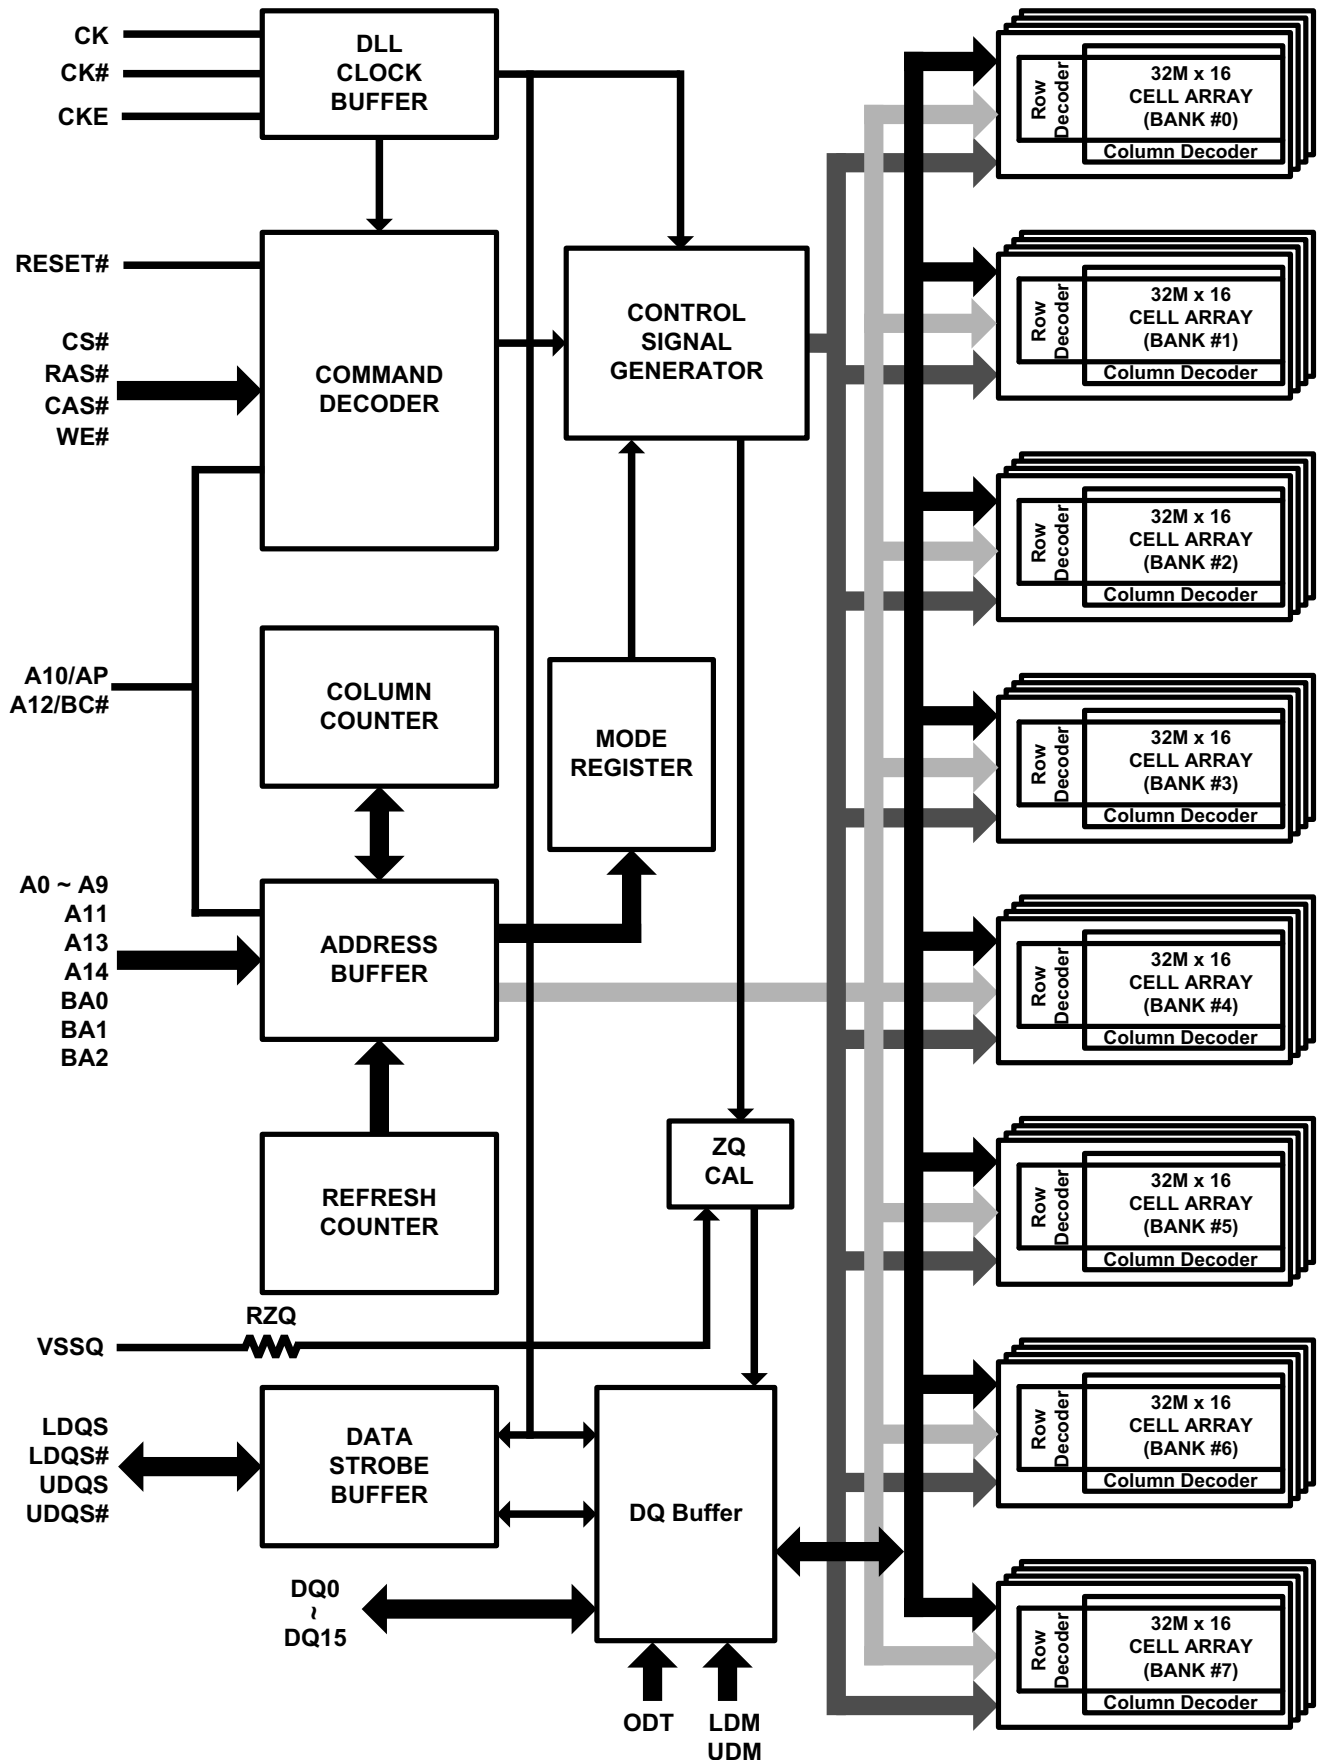 CK
CK#
CKE
DLL
CLOCK
BUFFER
RESET#
CS#
RAS#
CAS#
WE#
COMMAND
DECODER
CONTROL
SIGNAL
GENERATOR
A10/AP
A12/BC#
COLUMN
COUNTER
MODE
REGISTER
A0 ~ A9
A11
A13
A14
BA0
BA1
BA2
ADDRESS
BUFFER
REFRESH
COUNTER
ZQ
CAL
RZQ
VSSQ
LDQS
LDQS#
UDQS
UDQS#
DATA
STROBE
BUFFER
DQ Buffer
DQ0
~
DQ15
ODT
LDM
UDM
Row
Decoder
32M x 16
CELL ARRAY
(BANK #0)
Column Decoder
Row
Decoder
32M x 16
CELL ARRAY
(BANK #1)
Column Decoder
Row
Decoder
32M x 16
CELL ARRAY
(BANK #2)
Column Decoder
Row
Decoder
32M x 16
CELL ARRAY
(BANK #3)
Column Decoder
Row
Decoder
32M x 16
CELL ARRAY
(BANK #4)
Column Decoder
Row
Decoder
32M x 16
CELL ARRAY
(BANK #5)
Column Decoder
Row
Decoder
32M x 16
CELL ARRAY
(BANK #6)
Column Decoder
Row
Decoder
32M x 16
CELL ARRAY
(BANK #7)
Column Decoder